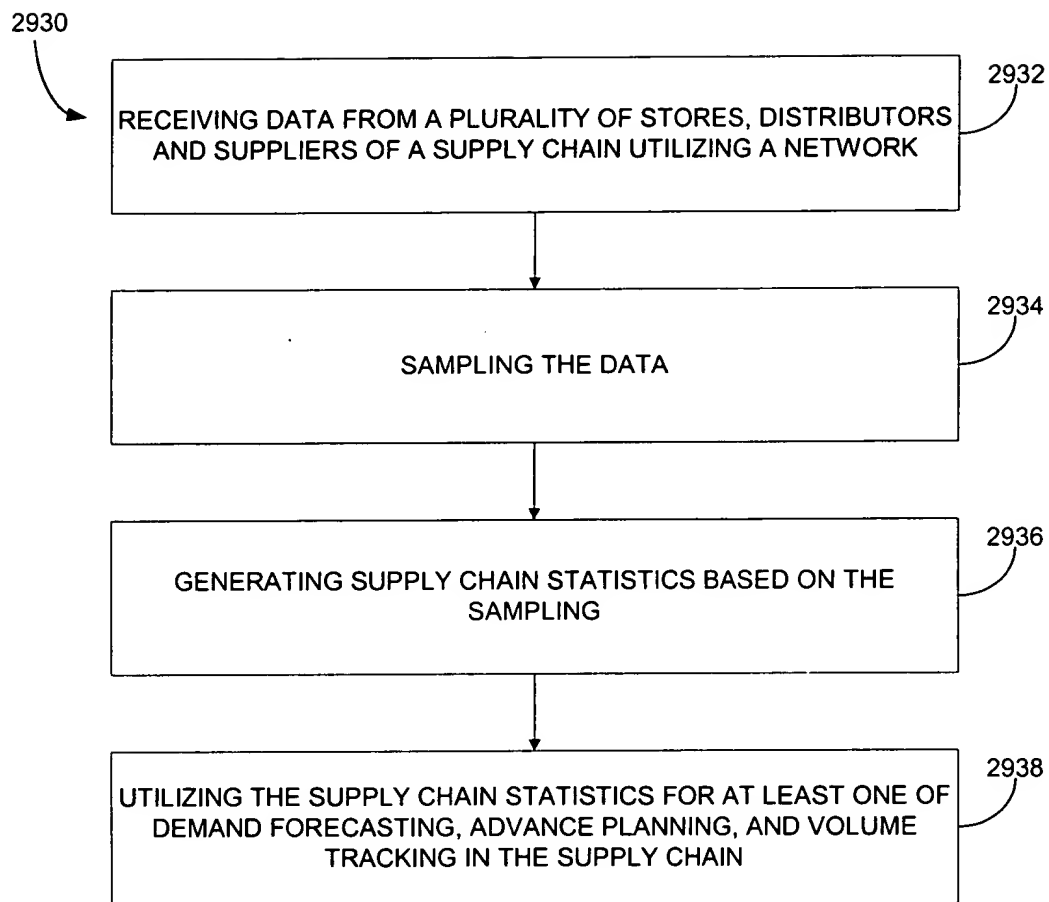 2930
2932
RECEIVING DATA FROM A PLURALITY OF STORES, DISTRIBUTORS
AND SUPPLIERS OF A SUPPLY CHAIN UTILIZING A NETWORK
2934
SAMPLING THE DATA
2936
GENERATING SUPPLY CHAIN STATISTICS BASED ON THE
SAMPLING
2938
UTILIZING THE SUPPLY CHAIN STATISTICS FOR AT LEAST ONE OF
DEMAND FORECASTING, ADVANCE PLANNING, AND VOLUME
TRACKING IN THE SUPPLY CHAIN